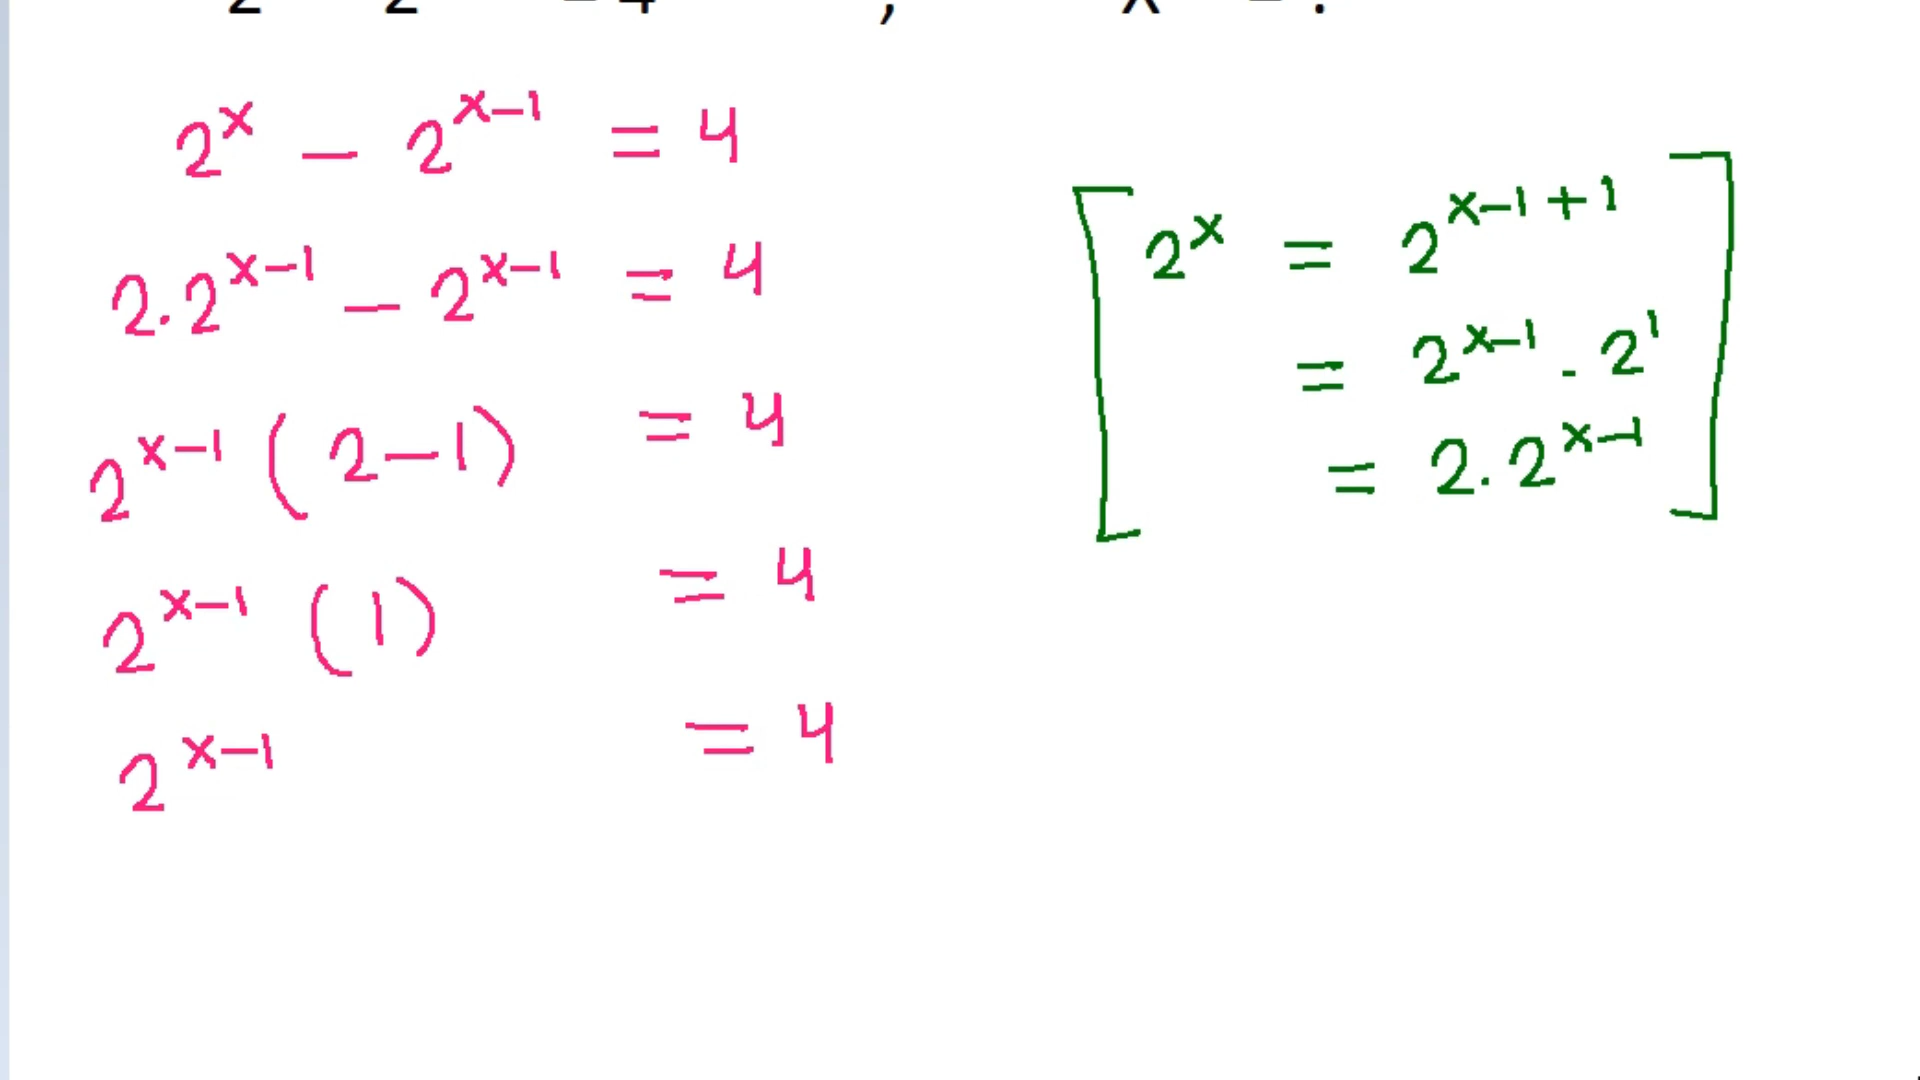 2^x − 2^{x−1} = 4
2.2^{x−1} − 2^{x−1} = 4
2^{x−1} (2−1) = 4
2^{x−1} (1) = 4
2^{x−1} = 4
[2^x = 2^{x−1+1}
= 2^{x−1} . 2^1
= 2.2^{x−1}]